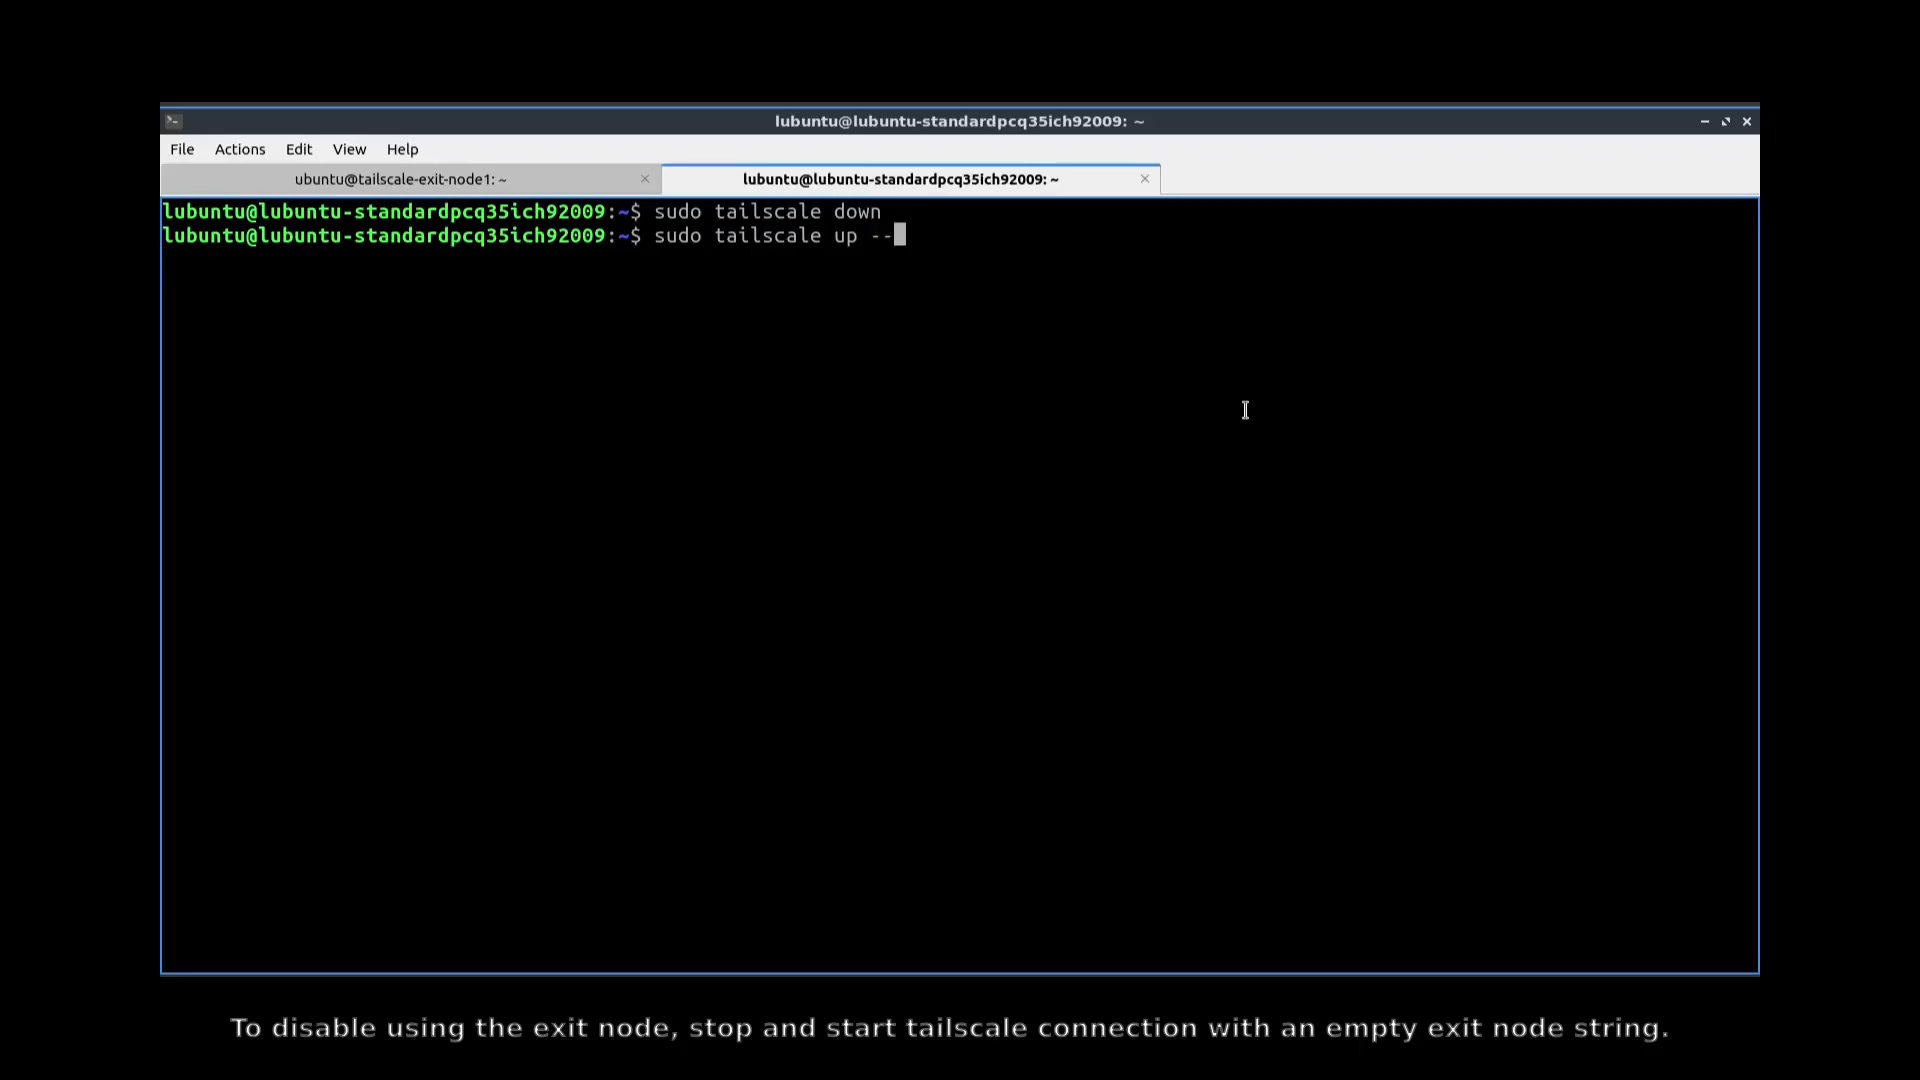 lubuntu@lubuntu-standardpcq35ich92009: ~
File Actions Edit View Help
ubuntu@tailscale-exit-node1: ~
lubuntu@lubuntu-standardpcq35ich92009: ~
lubuntu@lubuntu-standardpcq35ich92009:~$ sudo tailscale down
lubuntu@lubuntu-standardpcq35ich92009:~$ sudo tailscale up --
To disable using the exit node, stop and start tailscale connection with an empty exit node string.